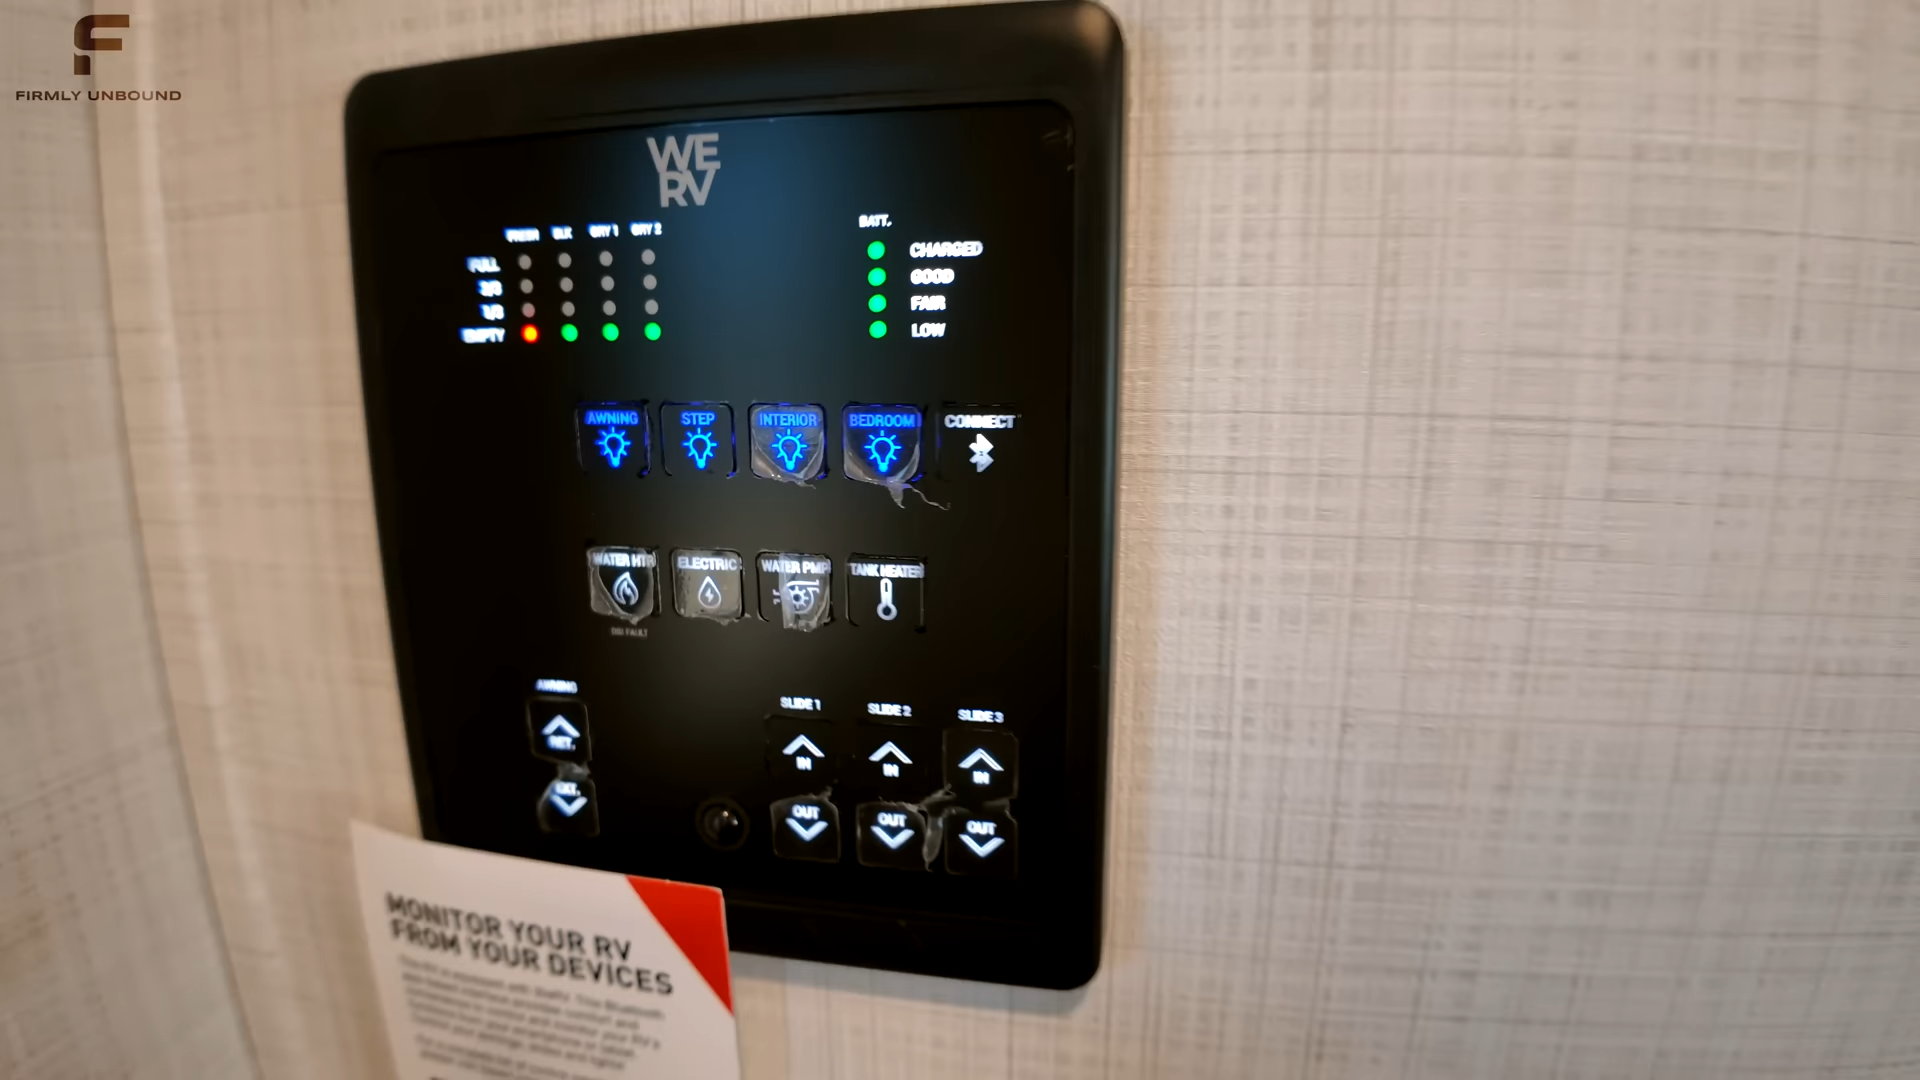 FIRMLY UNBOUND
WE
RV
FRESH BLK GRY 1 GRY 2
FULL
2/3
1/3
EMPTY
BATT.
CHARGED
GOOD
FAIR
LOW
AWNING STEP INTERIOR BEDROOM CONNECT
WATER HTR ELECTRIC WATER PMP TANK HEATER
DSI FAULT
AWNING
RET.
EXT.
SLIDE 1 SLIDE 2 SLIDE 3
IN IN IN
OUT OUT OUT
MONITOR YOUR RV
FROM YOUR DEVICES